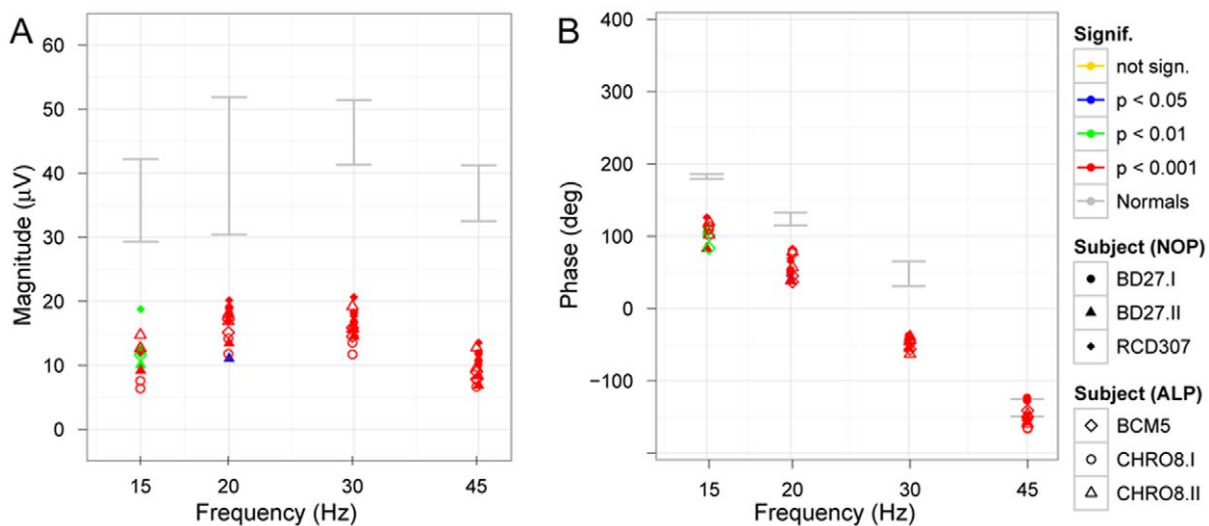 A
Magnitude (μV)
60
50
40
30
20
10
0
15
20
30
45
Frequency (Hz)
B
Phase (deg)
400
300
200
100
0
−100
15
20
30
45
Frequency (Hz)
Signif.
not sign.
p < 0.05
p < 0.01
p < 0.001
Normals
Subject (NOP)
BD27.I
BD27.II
RCD307
Subject (ALP)
BCM5
CHRO8.I
CHRO8.II